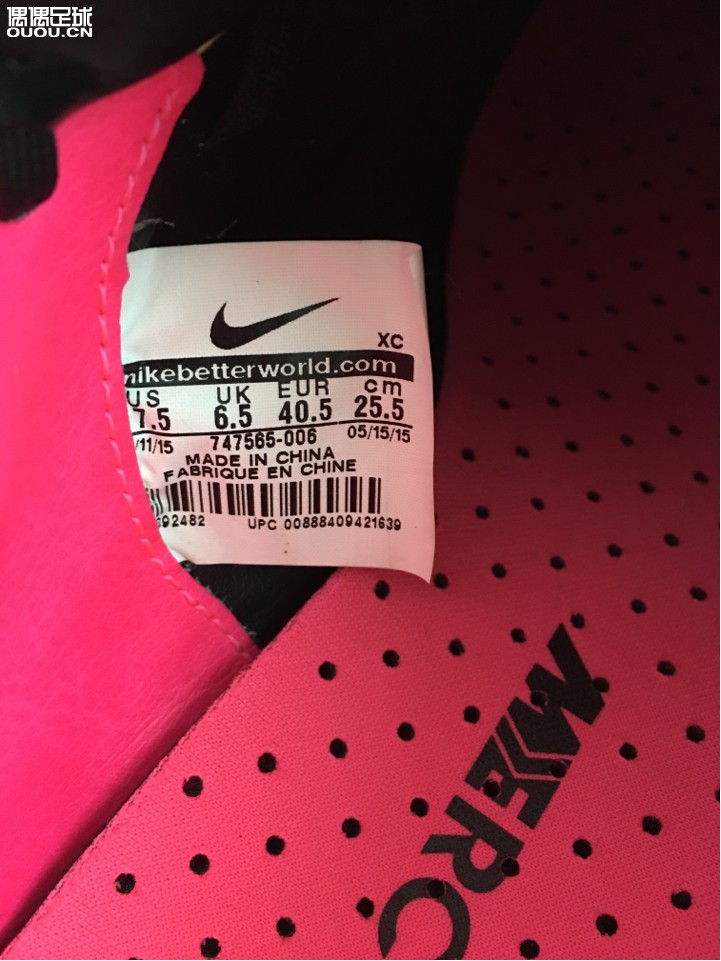 偶偶足球
OUOU.CN
XC
nikebetterworld.com
US UK EUR cm
7.5 6.5 40.5 25.5
/11/15 747565-006 05/15/15
MADE IN CHINA
FABRIQUE EN CHINE
592482 UPC 00888409421639
MERC